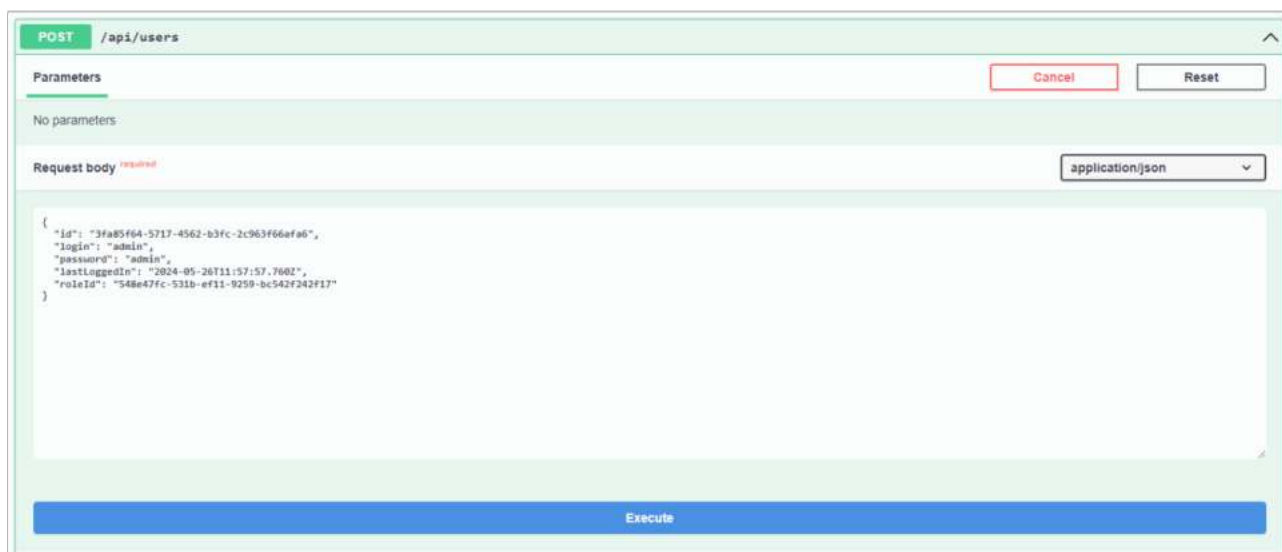 POST /api/users
Parameters
Cancel
Reset
No parameters
Request body required
application/json
{
"id": "3fa85f64-5717-4562-b3fc-2c963f66afa6",
"login": "admin",
"password": "admin",
"lastLoggedIn": "2024-05-26T11:57:57.760Z",
"roleId": "548e47fc-531b-ef11-9259-bc542f242f17"
}
Execute